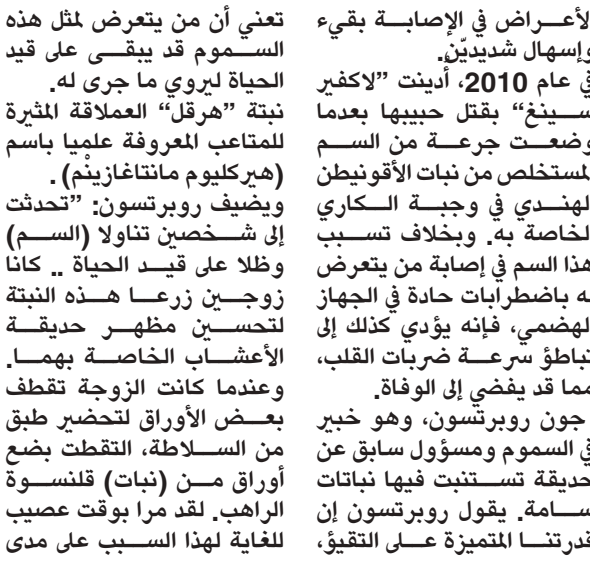 لأعراض في الإصابة بقيء
وإسهال شديديّن.
في عام 2010، أُدينت ”لاكفير
سينغ“ بقتل حبيبها بعدما
وضعت جرعة من السم
لمستخلص من نبات الأقونيطن
لهندي في وجبة الكاري
لخاصة به. وبخلاف تسبب
هذا السم في إصابة من يتعرض
له باضطرابات حادة في الجهاز
لهضمي، فإنه يؤدي كذلك إلى
تباطؤ سرعة ضربات القلب،
مما قد يفضي إلى الوفاة.
جون روبرتسون، وهو خبير
في السموم ومسؤول سابق عن
حديقة تستنبت فيها نباتات
سامة. يقول روبرتسون إن
قدرتنا المتميزة على التقيؤ،
تعني أن من يتعرض لمثل هذه
السموم قد يبقى على قيد
الحياة ليروي ما جرى له.
نبتة ”هرقل“ العملاقة المثيرة
للمتاعب المعروفة علميا باسم
(هيركليوم مانتاغازينْم) .
ويضيف روبرتسون: ”تحدثت
إلى شخصين تناولا (السم)
وظلا على قيد الحياة .. كانا
زوجين زرعا هذه النبتة
لتحسين مظهر حديقة
الأعشاب الخاصة بهما.
وعندما كانت الزوجة تقطف
بعض الأوراق لتحضير طبق
من السلاطة، التقطت بضع
أوراق من (نبات) قلنسوة
الراهب. لقد مرا بوقت عصيب
للغاية لهذا السبب على مدى